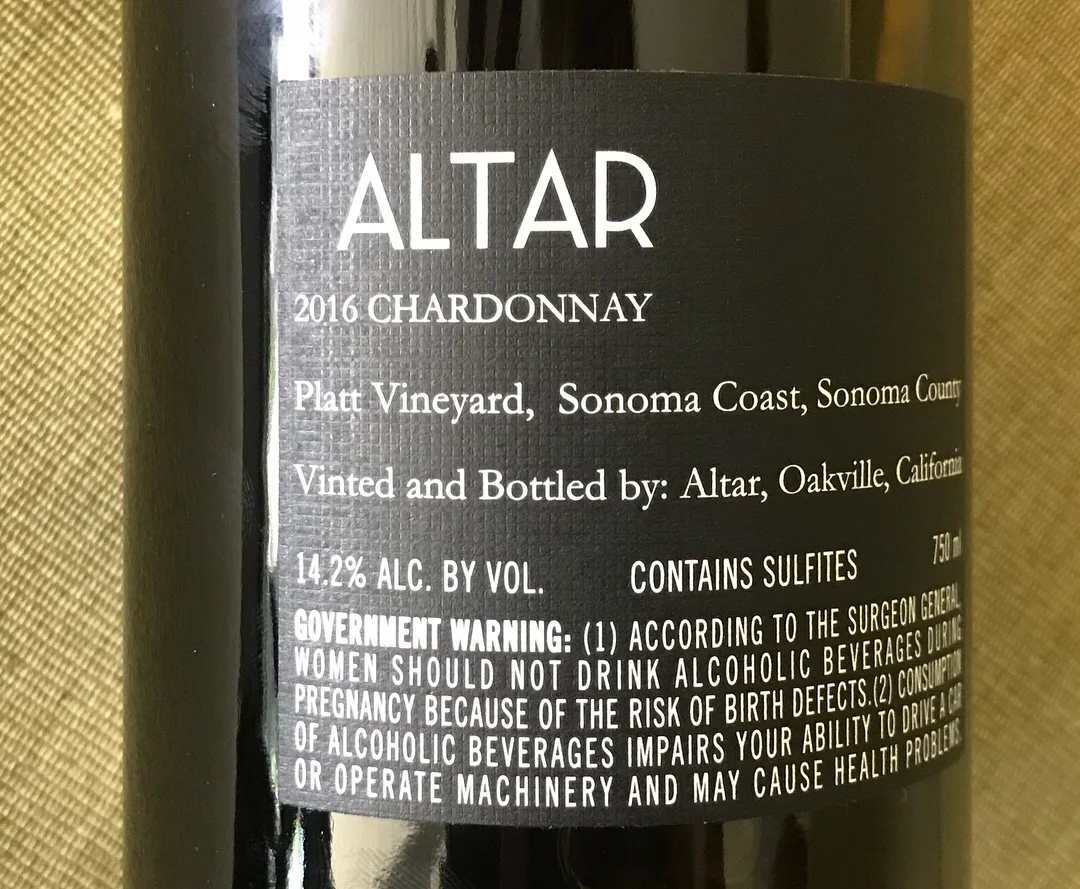 ALTAR
2016 CHARDONNAY
Platt Vineyard, Sonoma Coast, Sonoma County
Vinted and Bottled by: Altar, Oakville, California
14.2% ALC. BY VOL. CONTAINS SULFITES 750 ml
GOVERNMENT WARNING: (1) ACCORDING TO THE SURGEON GENERAL,
WOMEN SHOULD NOT DRINK ALCOHOLIC BEVERAGES DURING
PREGNANCY BECAUSE OF THE RISK OF BIRTH DEFECTS.(2) CONSUMPTION
OF ALCOHOLIC BEVERAGES IMPAIRS YOUR ABILITY TO DRIVE A CAR
OR OPERATE MACHINERY AND MAY CAUSE HEALTH PROBLEMS.